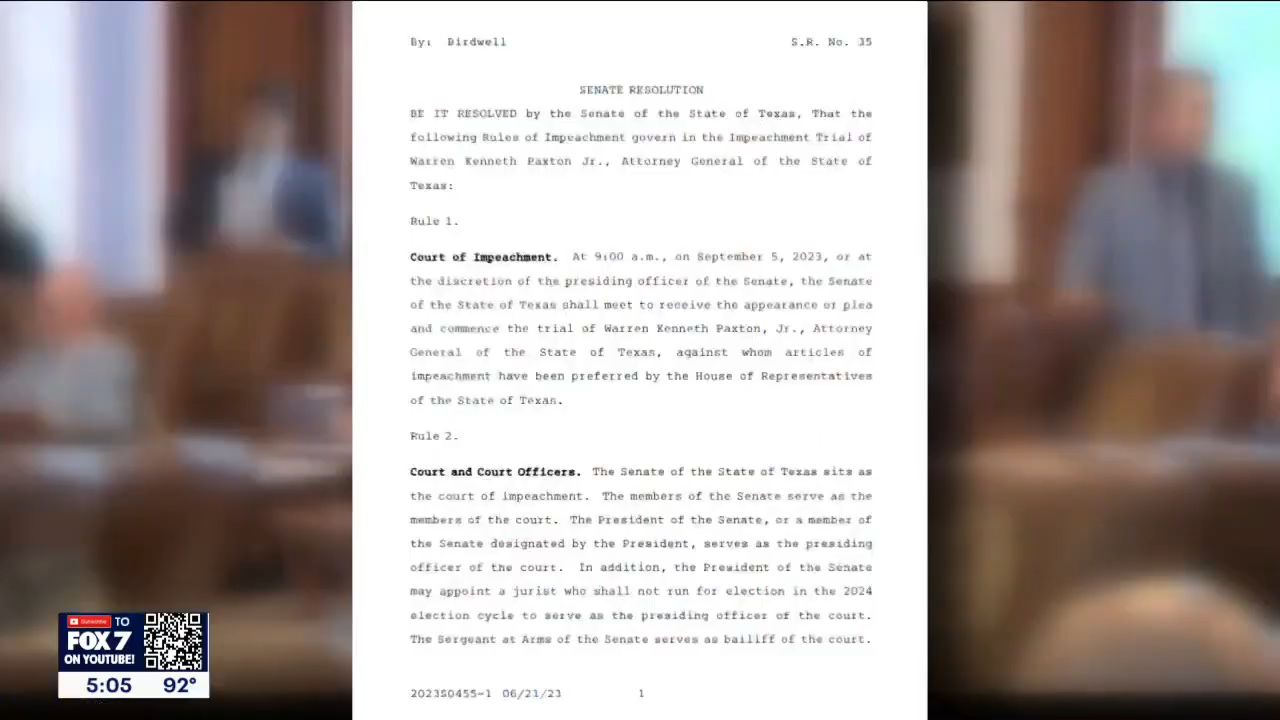 By: Birdwell S.R. No. 35
SENATE RESOLUTION
BE IT RESOLVED by the Senate of the State of Texas, That the
following Rules of Impeachment govern in the Impeachment Trial of
Warren Kenneth Paxton Jr., Attorney General of the State of
Texas:
Rule 1.
Court of Impeachment. At 9:00 a.m., on September 5, 2023, or at
the discretion of the presiding officer of the Senate, the Senate
of the State of Texas shall meet to receive the appearance or plea
and commence the trial of Warren Kenneth Paxton, Jr., Attorney
General of the State of Texas, against whom articles of
impeachment have been preferred by the House of Representatives
of the State of Texas.
Rule 2.
Court and Court Officers. The Senate of the State of Texas sits as
the court of impeachment. The members of the Senate serve as the
members of the court. The President of the Senate, or a member of
the Senate designated by the President, serves as the presiding
officer of the court. In addition, the President of the Senate
may appoint a jurist who shall not run for election in the 2024
election cycle to serve as the presiding officer of the court.
The Sergeant at Arms of the Senate serves as bailiff of the court.
2023S0455-1 06/21/23 1
Subscribe TO
FOX 7
ON YOUTUBE!
5:05 92°